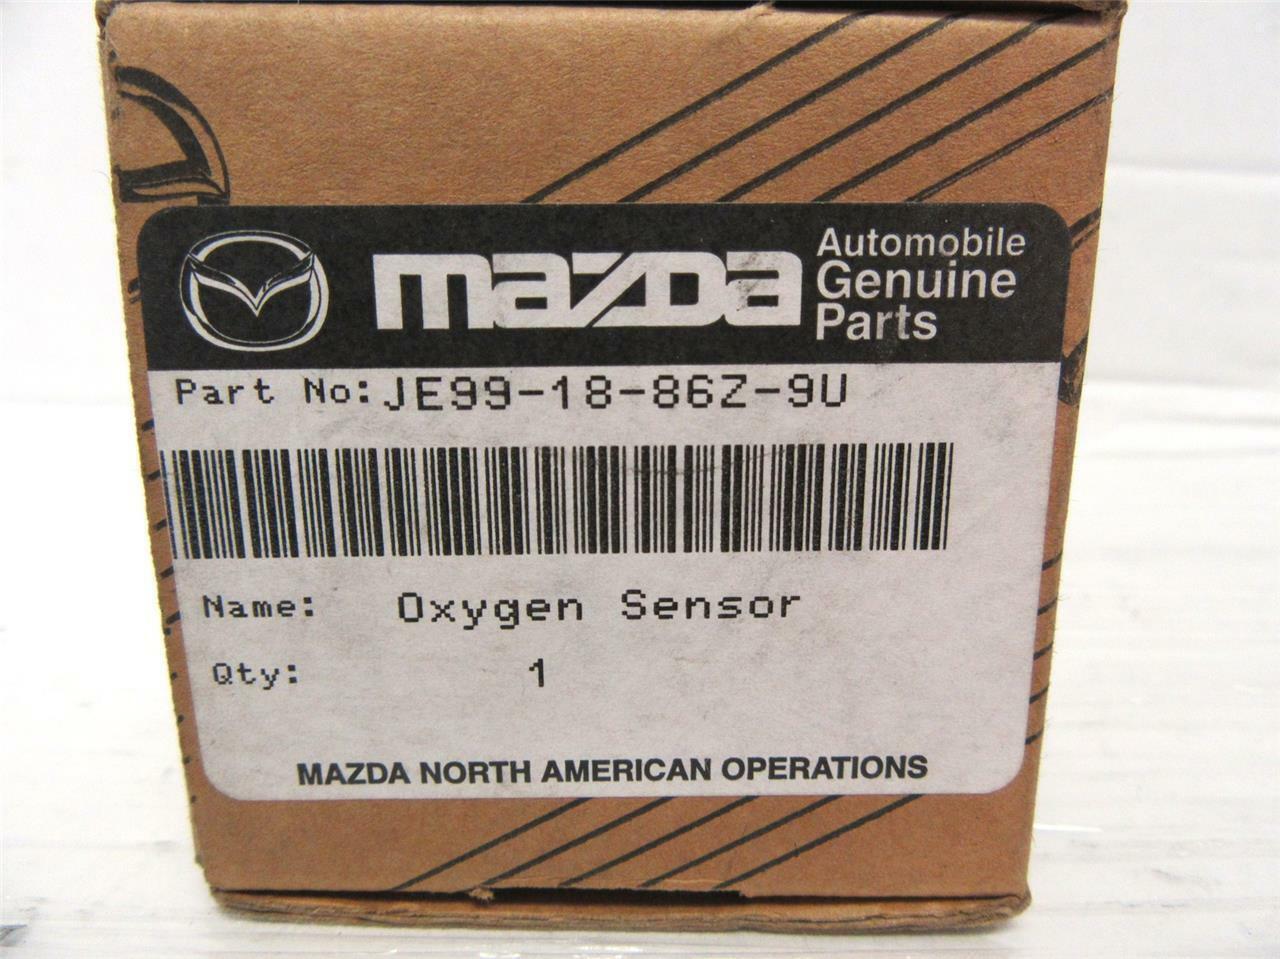 mazda Automobile
Genuine
Parts
Part No: JE99-18-86Z-9U
Name: Oxygen Sensor
Qty: 1
MAZDA NORTH AMERICAN OPERATIONS